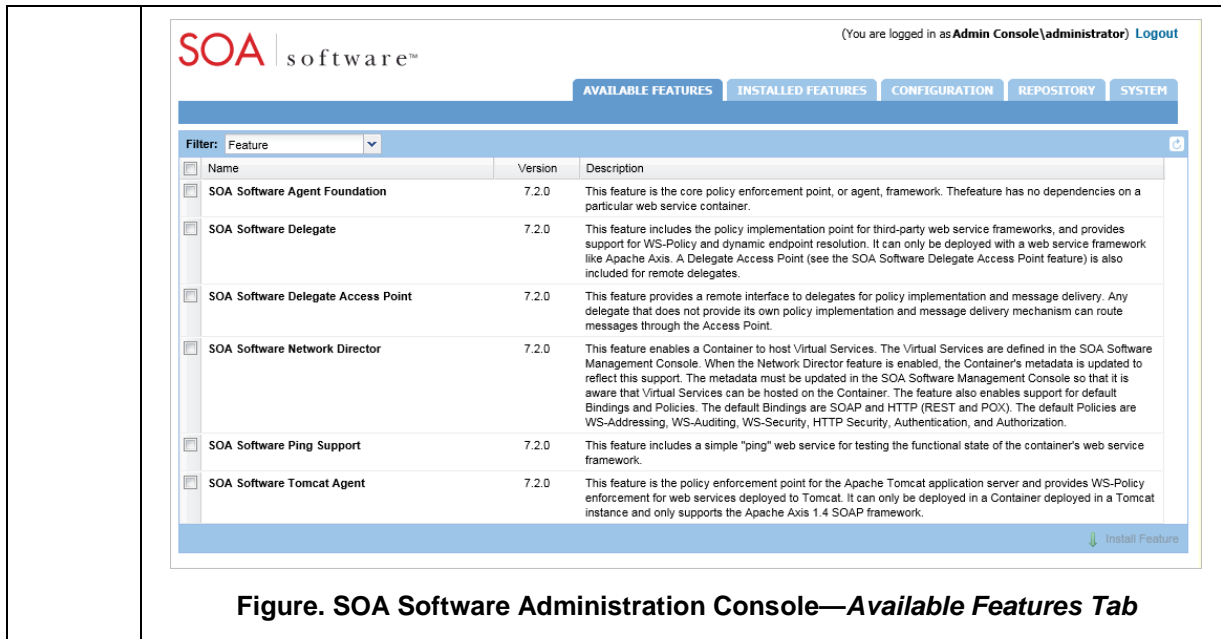 (You are logged in as Admin Console\administrator) Logout
SOA software™
AVAILABLE FEATURES INSTALLED FEATURES CONFIGURATION REPOSITORY SYSTEM
Filter: Feature
Name Version Description
SOA Software Agent Foundation 7.2.0 This feature is the core policy enforcement point, or agent, framework. Thefeature has no dependencies on a
particular web service container.
SOA Software Delegate 7.2.0 This feature includes the policy implementation point for third-party web service frameworks, and provides
support for WS-Policy and dynamic endpoint resolution. It can only be deployed with a web service framework
like Apache Axis. A Delegate Access Point (see the SOA Software Delegate Access Point feature) is also
included for remote delegates.
SOA Software Delegate Access Point 7.2.0 This feature provides a remote interface to delegates for policy implementation and message delivery. Any
delegate that does not provide its own policy implementation and message delivery mechanism can route
messages through the Access Point.
SOA Software Network Director 7.2.0 This feature enables a Container to host Virtual Services. The Virtual Services are defined in the SOA Software
Management Console. When the Network Director feature is enabled, the Container's metadata is updated to
reflect this support. The metadata must be updated in the SOA Software Management Console so that it is
aware that Virtual Services can be hosted on the Container. The feature also enables support for default
Bindings and Policies. The default Bindings are SOAP and HTTP (REST and POX). The default Policies are
WS-Addressing, WS-Auditing, WS-Security, HTTP Security, Authentication, and Authorization.
SOA Software Ping Support 7.2.0 This feature includes a simple "ping" web service for testing the functional state of the container's web service
framework.
SOA Software Tomcat Agent 7.2.0 This feature is the policy enforcement point for the Apache Tomcat application server and provides WS-Policy
enforcement for web services deployed to Tomcat. It can only be deployed in a Container deployed in a Tomcat
instance and only supports the Apache Axis 1.4 SOAP framework.
Install Feature
Figure. SOA Software Administration Console—Available Features Tab